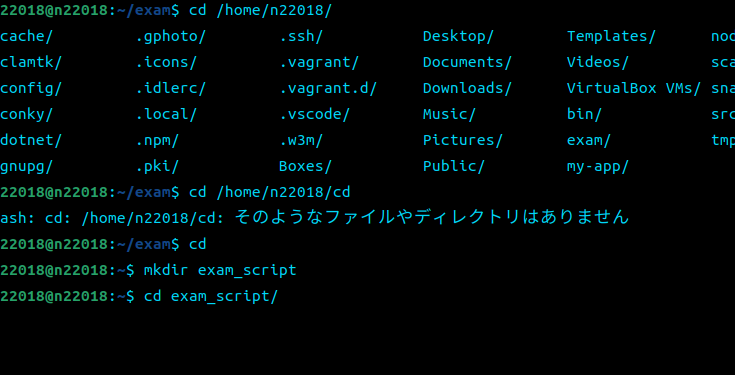 22018@n22018:~/exam$ cd /home/n22018/
cache/ .gphoto/ .ssh/ Desktop/ Templates/ noc
clamtk/ .icons/ .vagrant/ Documents/ Videos/ sca
config/ .idlerc/ .vagrant.d/ Downloads/ VirtualBox VMs/ sna
conky/ .local/ .vscode/ Music/ bin/ src
dotnet/ .npm/ .w3m/ Pictures/ exam/ tmp
gnupg/ .pki/ Boxes/ Public/ my-app/
22018@n22018:~/exam$ cd /home/n22018/cd
ash: cd: /home/n22018/cd: そのようなファイルやディレクトリはありません
22018@n22018:~/exam$ cd
22018@n22018:~$ mkdir exam_script
22018@n22018:~$ cd exam_script/